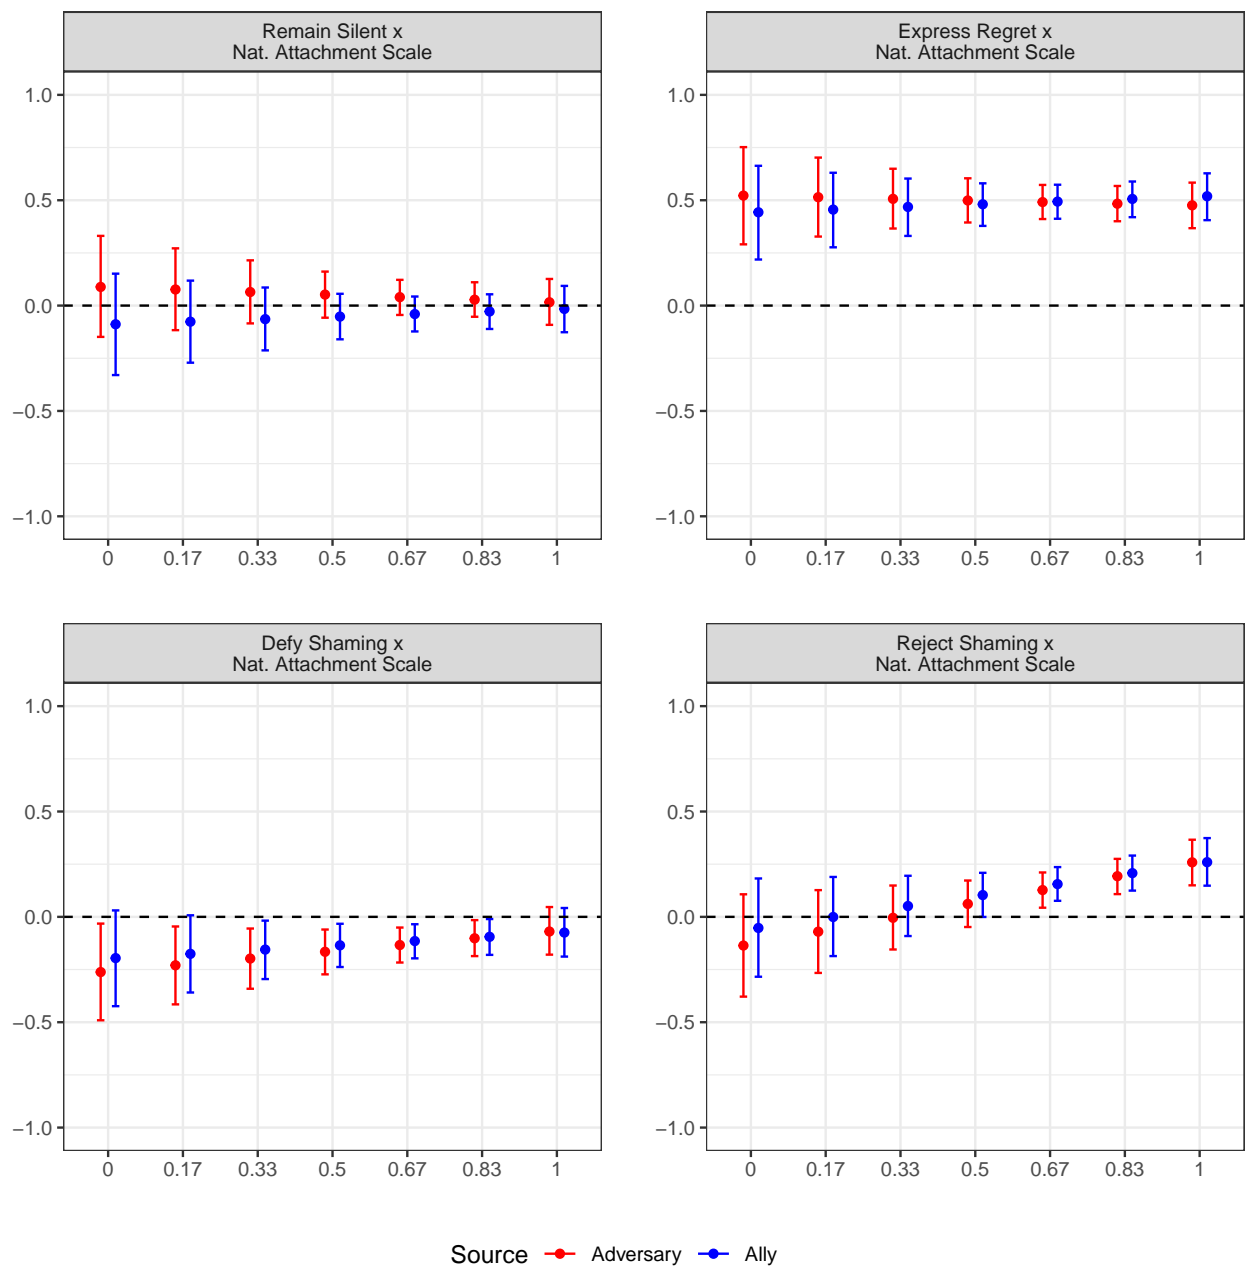 Remain Silent x
Nat. Attachment Scale
1.0
0.5
0.0
−0.5
−1.0
0 0.17 0.33 0.5 0.67 0.83 1
Express Regret x
Nat. Attachment Scale
1.0
0.5
0.0
−0.5
−1.0
0 0.17 0.33 0.5 0.67 0.83 1
Defy Shaming x
Nat. Attachment Scale
1.0
0.5
0.0
−0.5
−1.0
0 0.17 0.33 0.5 0.67 0.83 1
Reject Shaming x
Nat. Attachment Scale
1.0
0.5
0.0
−0.5
−1.0
0 0.17 0.33 0.5 0.67 0.83 1
Source Adversary Ally